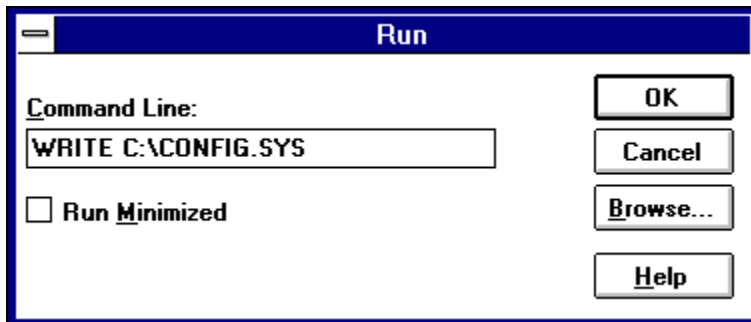 Run
Command Line:
WRITE C:\CONFIG.SYS
Run Minimized
OK
Cancel
Browse...
Help